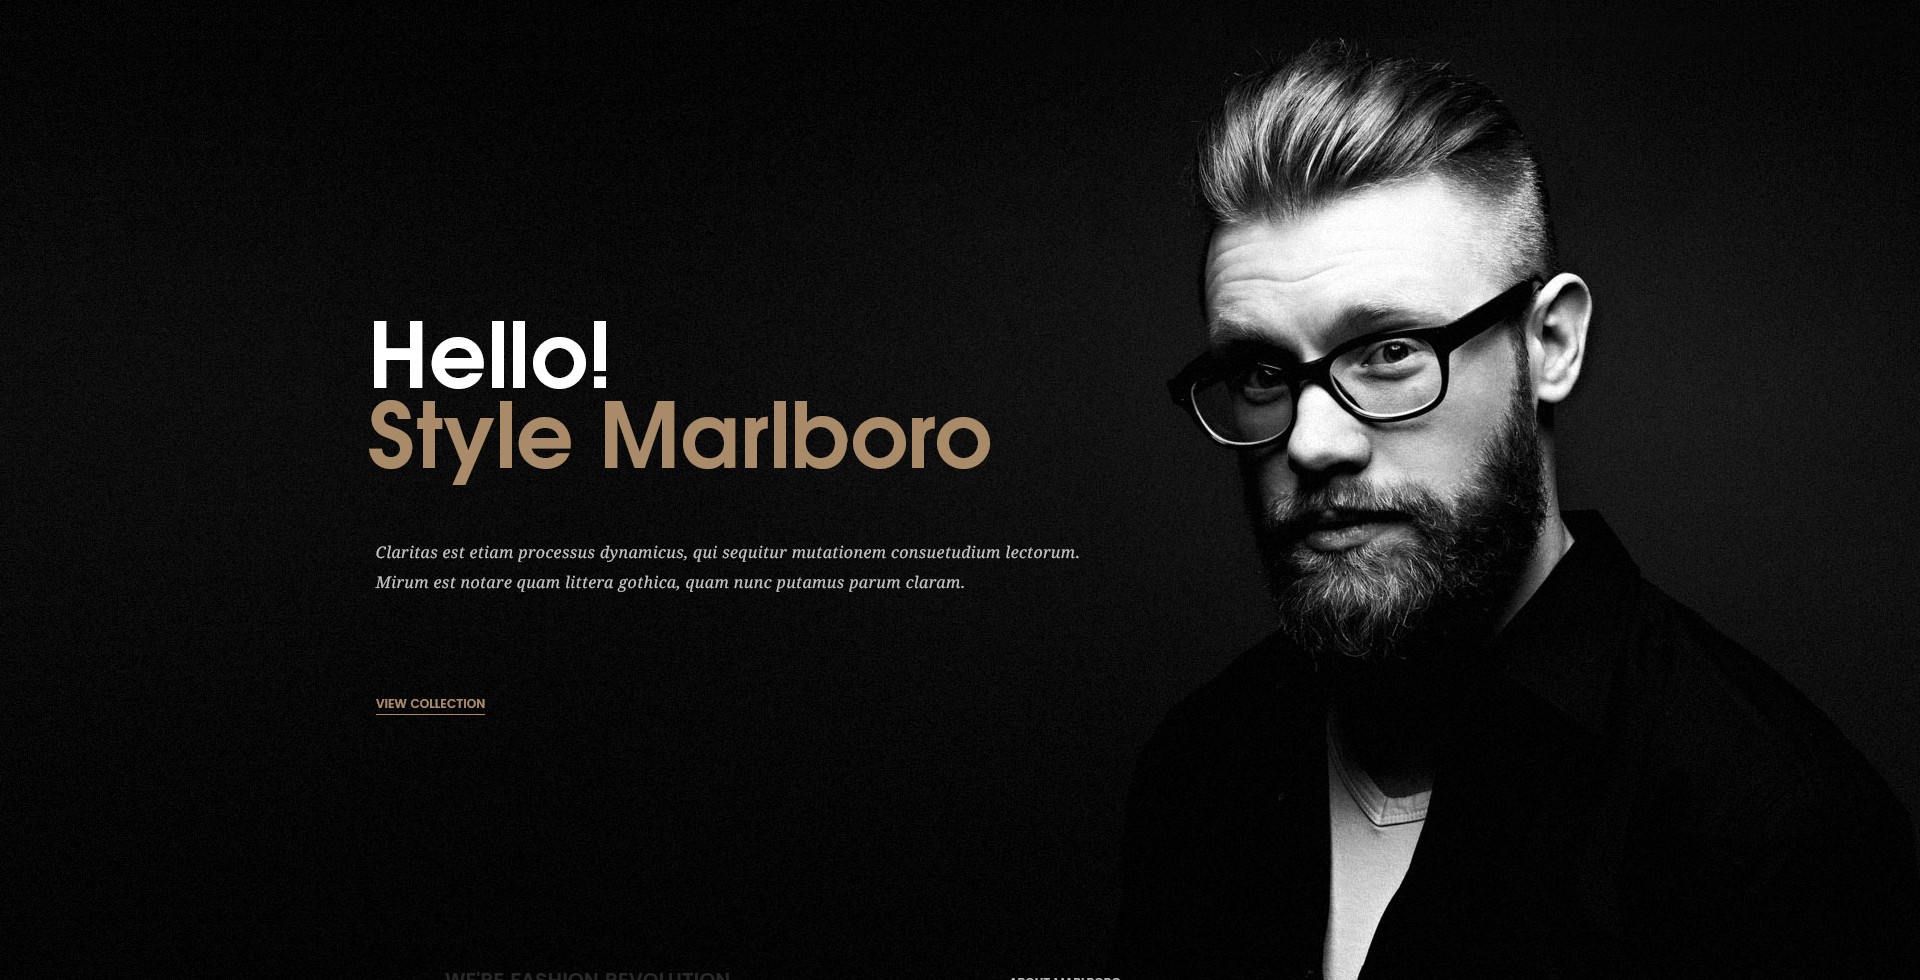 Hello!
Style Marlboro
Claritas est etiam processus dynamicus, qui sequitur mutationem consuetudium lectorum.
Mirum est notare quam littera gothica, quam nunc putamus parum claram.
VIEW COLLECTION
WE'RE FASHION REVOLUTION
ABOUT MARLBORO